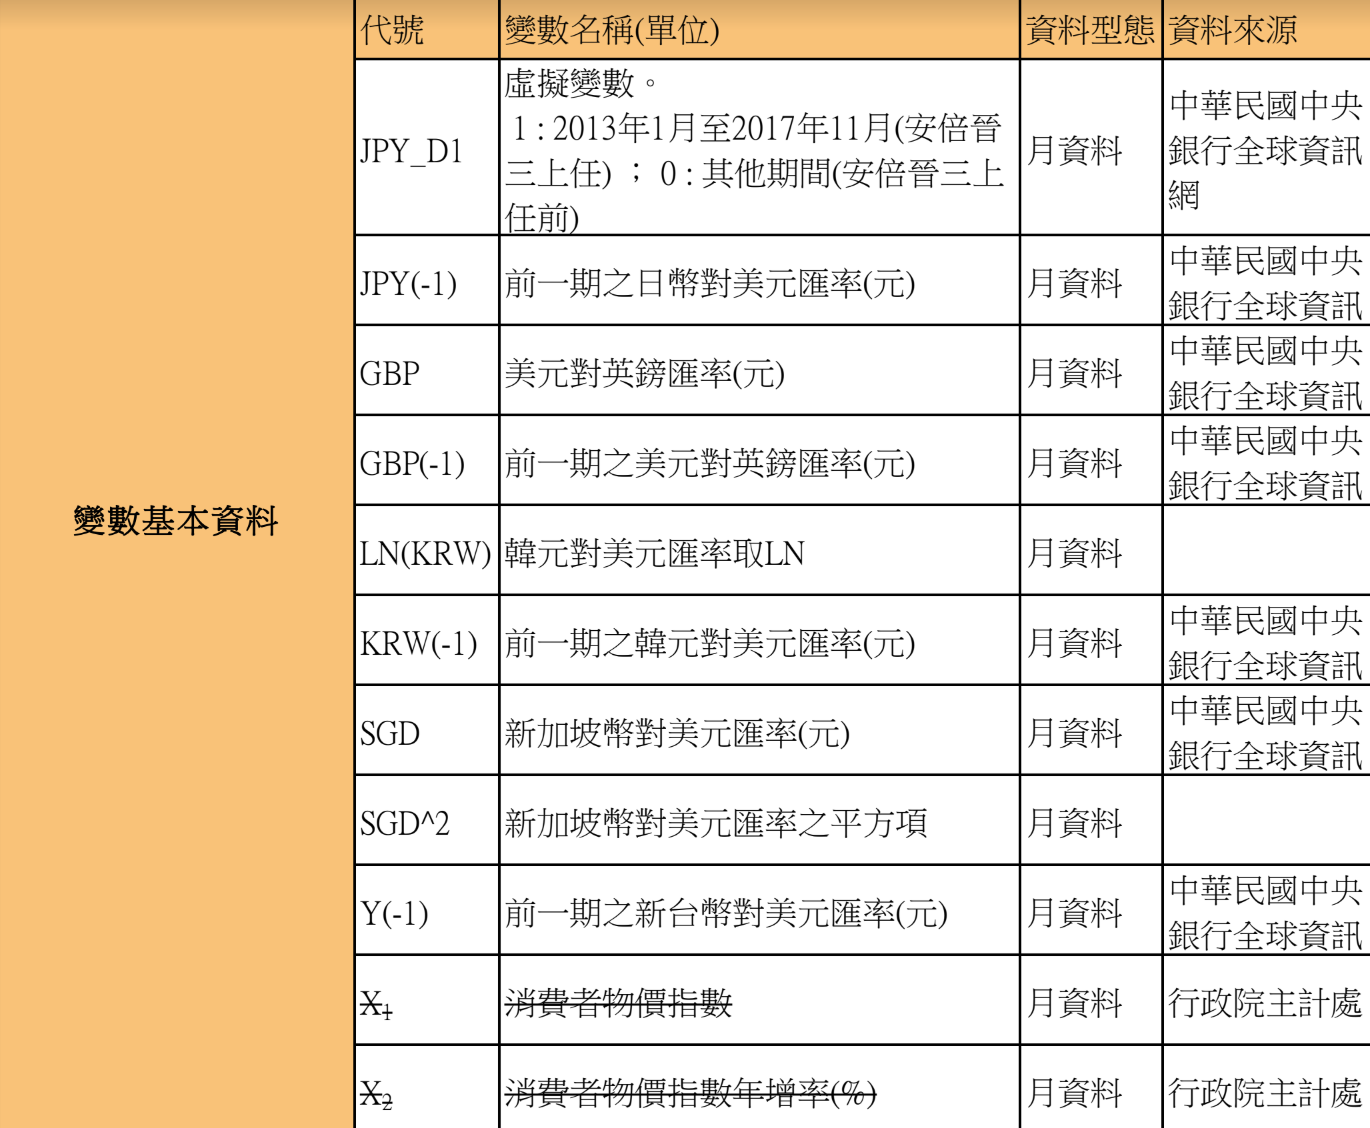 代號 變數名稱(單位) 資料型態 資料來源
變數基本資料
JPY_D1
虛擬變數。
1 : 2013年1月至2017年11月(安倍晉
三上任) ； 0 : 其他期間(安倍晉三上
任前)
月資料
中華民國中央
銀行全球資訊
網
JPY(-1) 前一期之日幣對美元匯率(元) 月資料
中華民國中央
銀行全球資訊
GBP 美元對英鎊匯率(元) 月資料
中華民國中央
銀行全球資訊
GBP(-1) 前一期之美元對英鎊匯率(元) 月資料
中華民國中央
銀行全球資訊
LN(KRW) 韓元對美元匯率取LN 月資料
KRW(-1) 前一期之韓元對美元匯率(元) 月資料
中華民國中央
銀行全球資訊
SGD 新加坡幣對美元匯率(元) 月資料
中華民國中央
銀行全球資訊
SGD^2 新加坡幣對美元匯率之平方項 月資料
Y(-1) 前一期之新台幣對美元匯率(元) 月資料
中華民國中央
銀行全球資訊
X₁ 消費者物價指數 月資料 行政院主計處
X₂ 消費者物價指數年增率(%) 月資料 行政院主計處